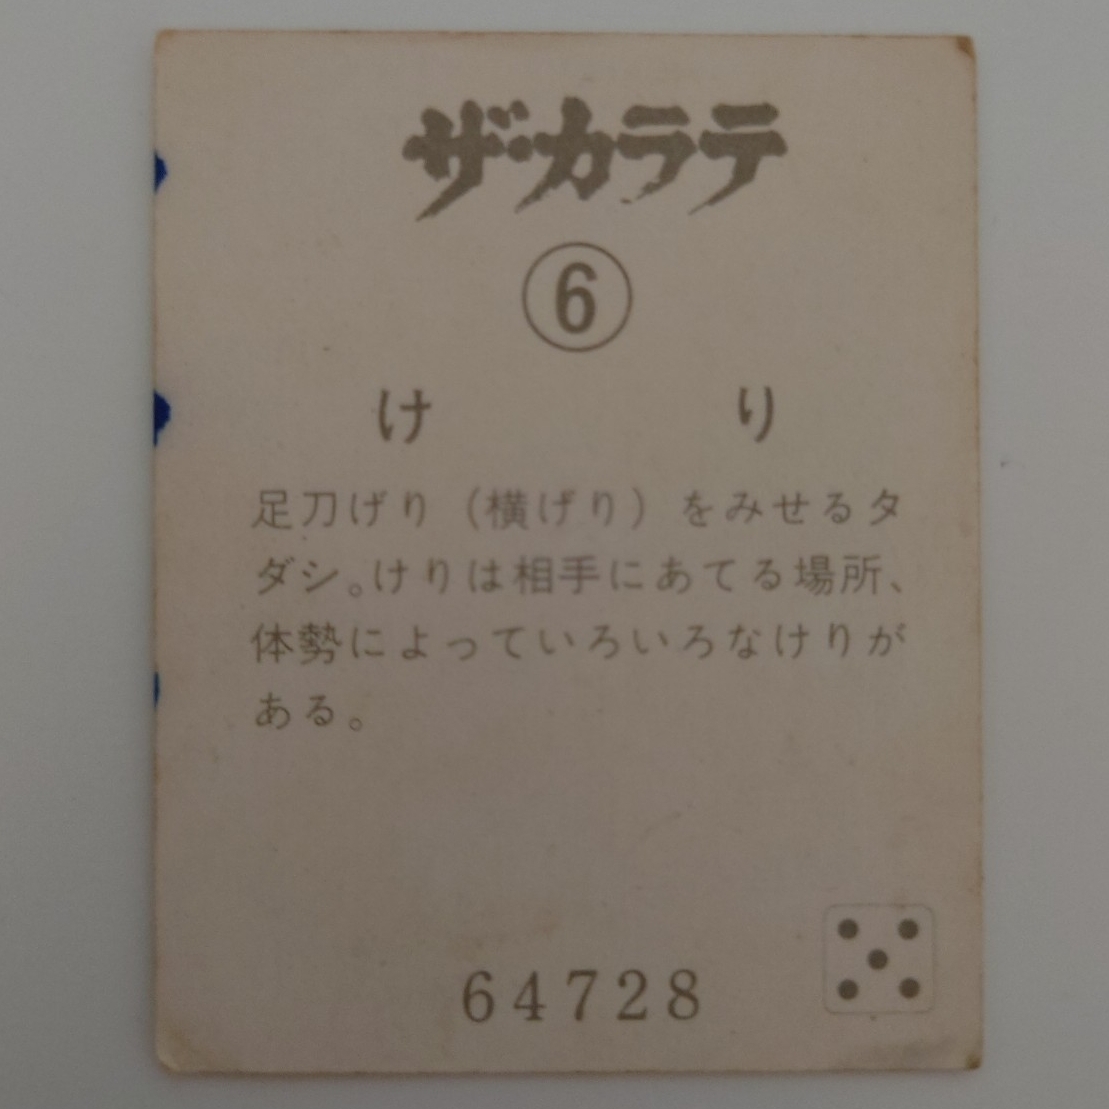 ザ・カラテ
⑥
けり
足刀げり（横げり）をみせるタ
ダシ。けりは相手にあてる場所、
体勢によっていろいろなけりが
ある。
64728